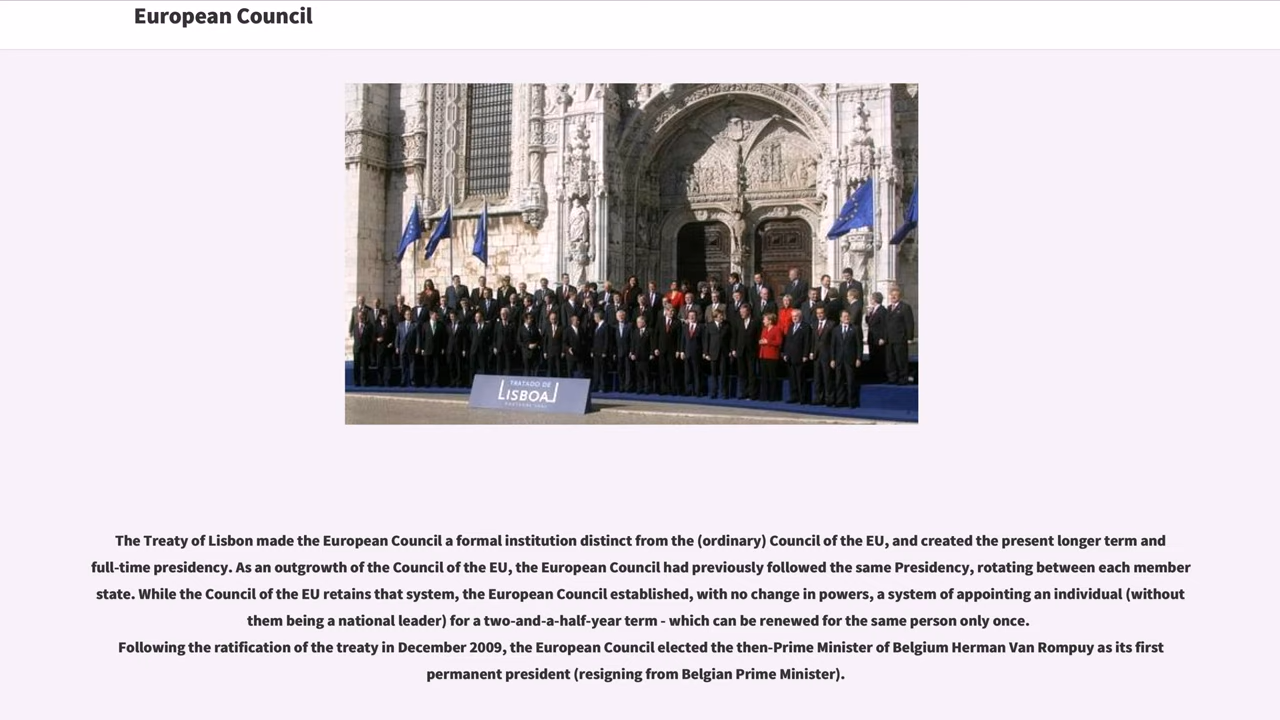 European Council
TRATADO DE
LISBOA
The Treaty of Lisbon made the European Council a formal institution distinct from the (ordinary) Council of the EU, and created the present longer term and
full-time presidency. As an outgrowth of the Council of the EU, the European Council had previously followed the same Presidency, rotating between each member
state. While the Council of the EU retains that system, the European Council established, with no change in powers, a system of appointing an individual (without
them being a national leader) for a two-and-a-half-year term - which can be renewed for the same person only once.
Following the ratification of the treaty in December 2009, the European Council elected the then-Prime Minister of Belgium Herman Van Rompuy as its first
permanent president (resigning from Belgian Prime Minister).